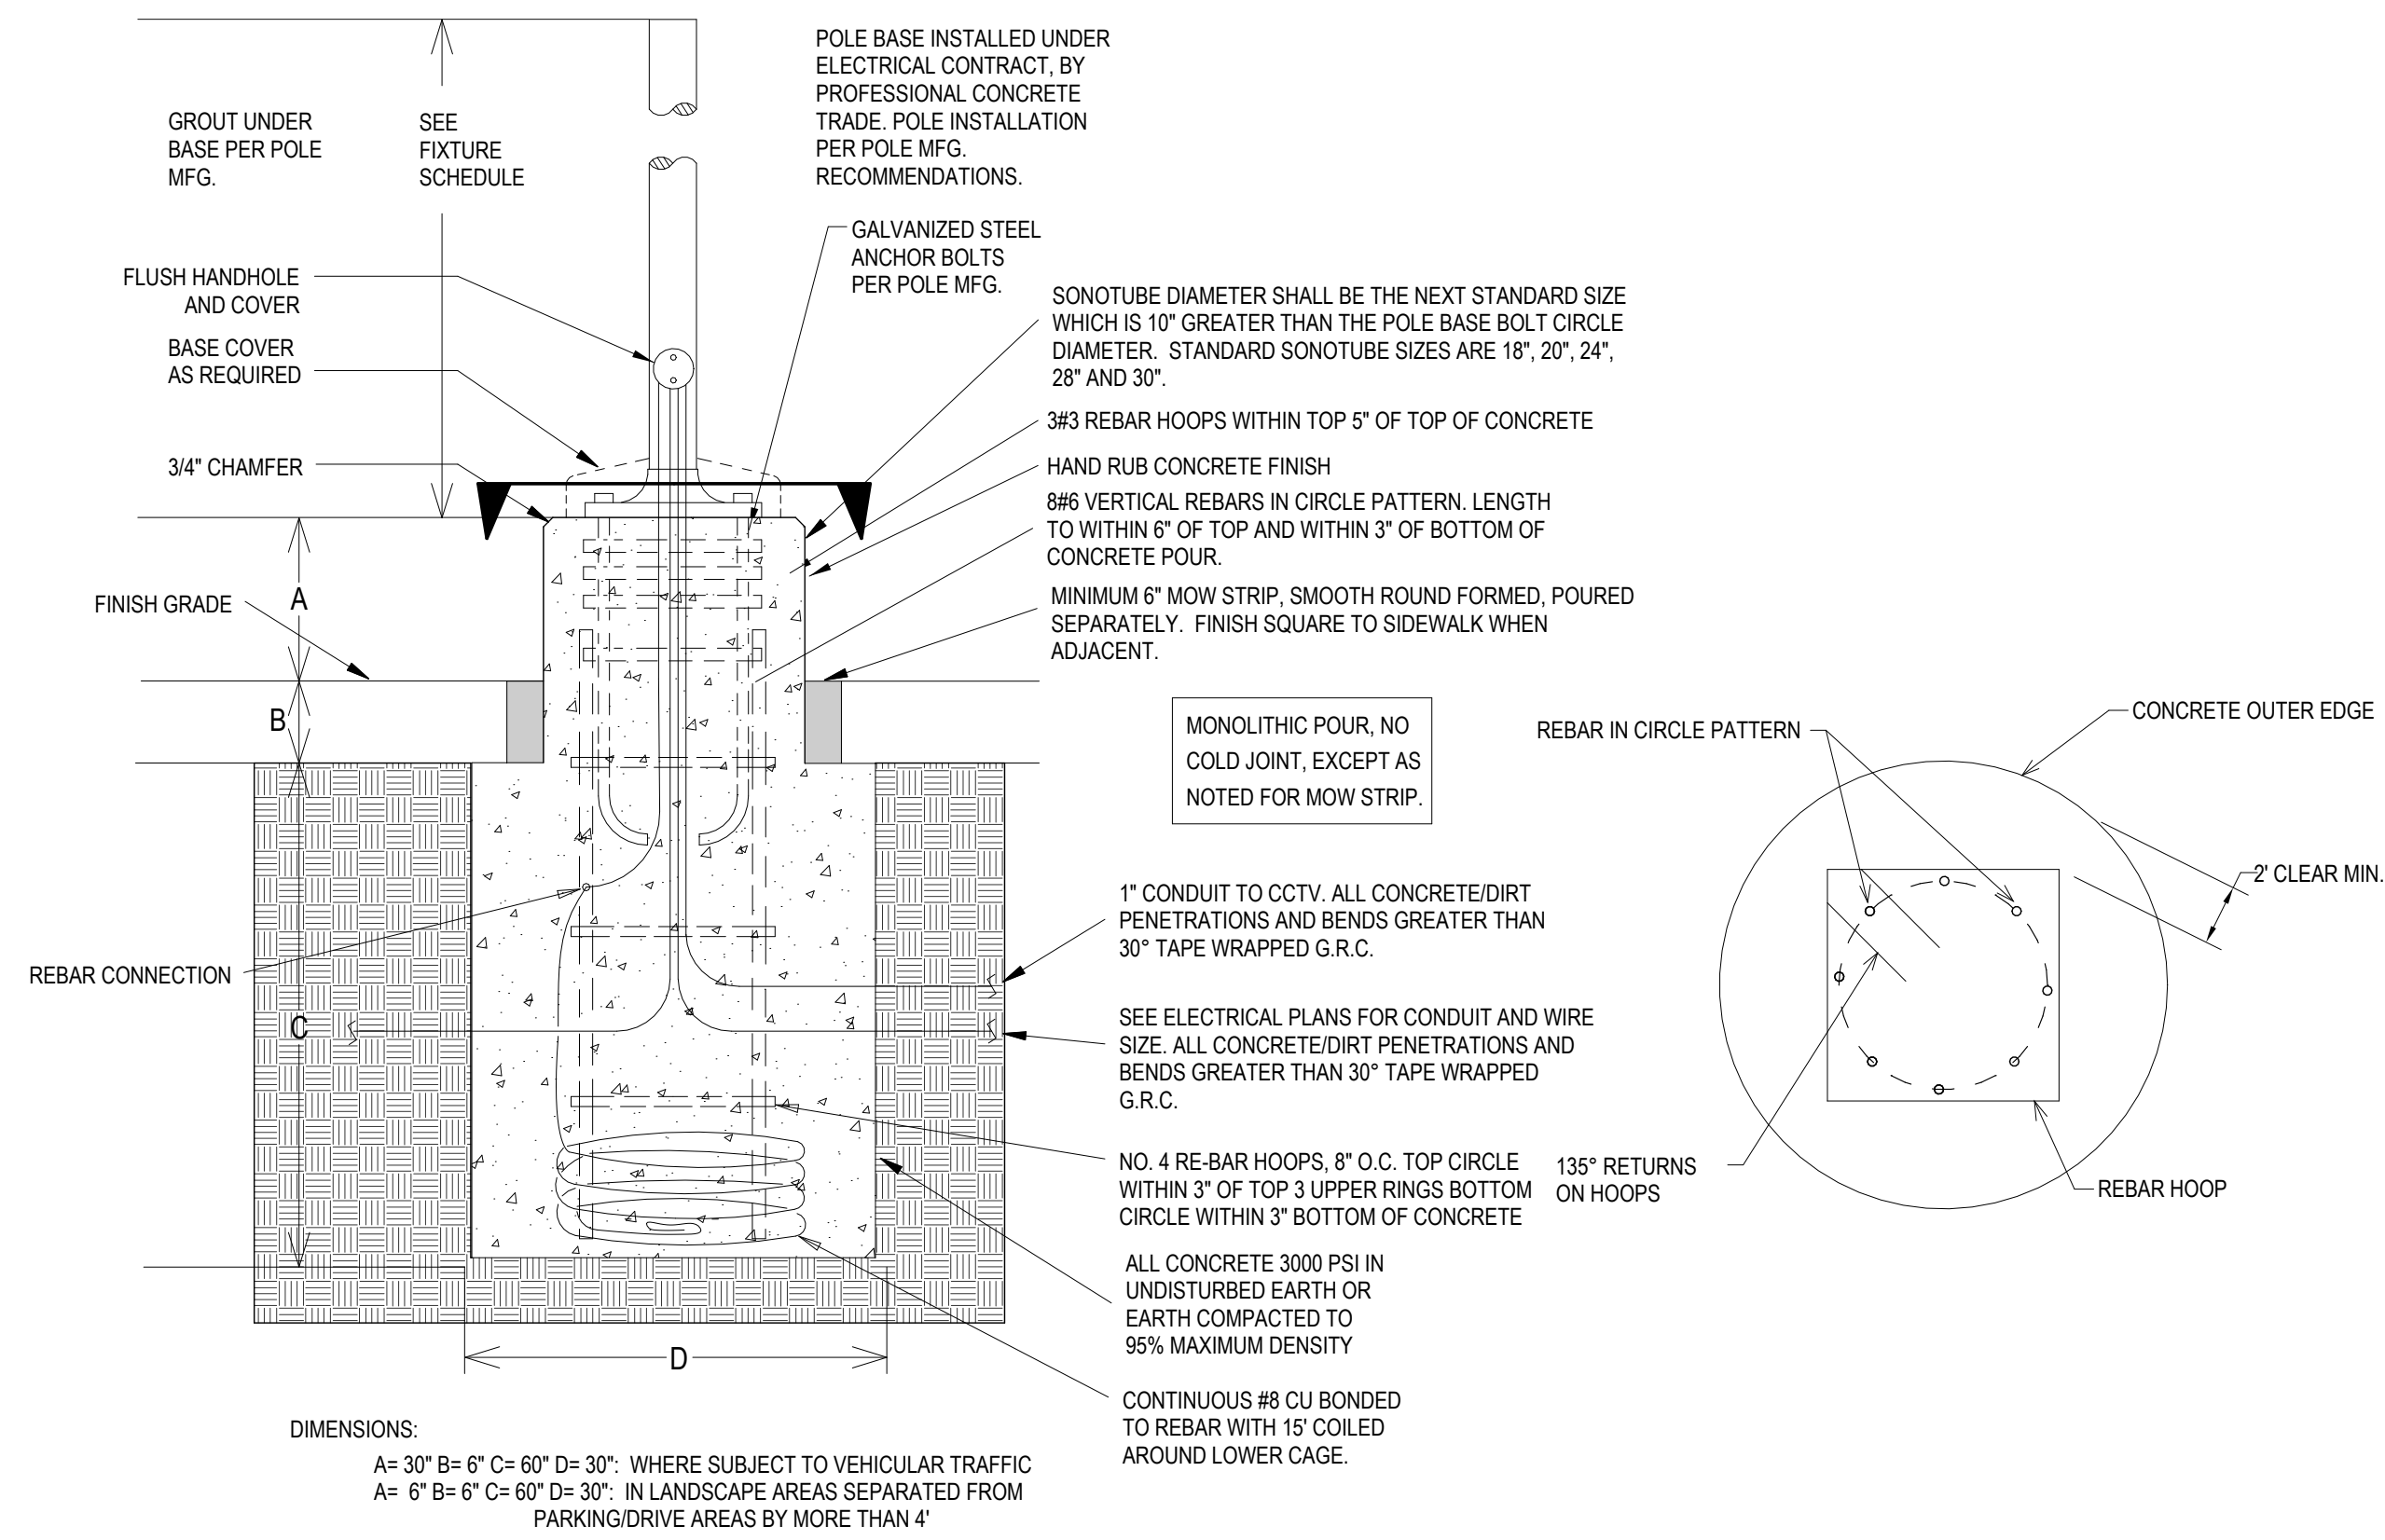 POLE BASE INSTALLED UNDER
ELECTRICAL CONTRACT, BY
PROFESSIONAL CONCRETE
TRADE. POLE INSTALLATION
PER POLE MFG.
RECOMMENDATIONS.
GROUT UNDER
BASE PER POLE
MFG.
SEE
FIXTURE
SCHEDULE
GALVANIZED STEEL
ANCHOR BOLTS
PER POLE MFG.
FLUSH HANDHOLE
AND COVER
BASE COVER
AS REQUIRED
3/4" CHAMFER
SONOTUBE DIAMETER SHALL BE THE NEXT STANDARD SIZE
WHICH IS 10" GREATER THAN THE POLE BASE BOLT CIRCLE
DIAMETER.  STANDARD SONOTUBE SIZES ARE 18", 20", 24",
28" AND 30".
3#3 REBAR HOOPS WITHIN TOP 5" OF TOP OF CONCRETE
HAND RUB CONCRETE FINISH
8#6 VERTICAL REBARS IN CIRCLE PATTERN. LENGTH
TO WITHIN 6" OF TOP AND WITHIN 3" OF BOTTOM OF
CONCRETE POUR.
FINISH GRADE
A
MINIMUM 6" MOW STRIP, SMOOTH ROUND FORMED, POURED
SEPARATELY.  FINISH SQUARE TO SIDEWALK WHEN
ADJACENT.
B
MONOLITHIC POUR, NO
COLD JOINT, EXCEPT AS
NOTED FOR MOW STRIP.
REBAR IN CIRCLE PATTERN
CONCRETE OUTER EDGE
2' CLEAR MIN.
1" CONDUIT TO CCTV. ALL CONCRETE/DIRT
PENETRATIONS AND BENDS GREATER THAN
30° TAPE WRAPPED G.R.C.
REBAR CONNECTION
C
SEE ELECTRICAL PLANS FOR CONDUIT AND WIRE
SIZE. ALL CONCRETE/DIRT PENETRATIONS AND
BENDS GREATER THAN 30° TAPE WRAPPED
G.R.C.
NO. 4 RE-BAR HOOPS, 8" O.C. TOP CIRCLE
WITHIN 3" OF TOP 3 UPPER RINGS BOTTOM
CIRCLE WITHIN 3" BOTTOM OF CONCRETE
135° RETURNS
ON HOOPS
REBAR HOOP
ALL CONCRETE 3000 PSI IN
UNDISTURBED EARTH OR
EARTH COMPACTED TO
95% MAXIMUM DENSITY
D
CONTINUOUS #8 CU BONDED
TO REBAR WITH 15' COILED
AROUND LOWER CAGE.
DIMENSIONS:
A= 30" B= 6" C= 60" D= 30":  WHERE SUBJECT TO VEHICULAR TRAFFIC
A=  6" B= 6" C= 60" D= 30":  IN LANDSCAPE AREAS SEPARATED FROM
PARKING/DRIVE AREAS BY MORE THAN 4'